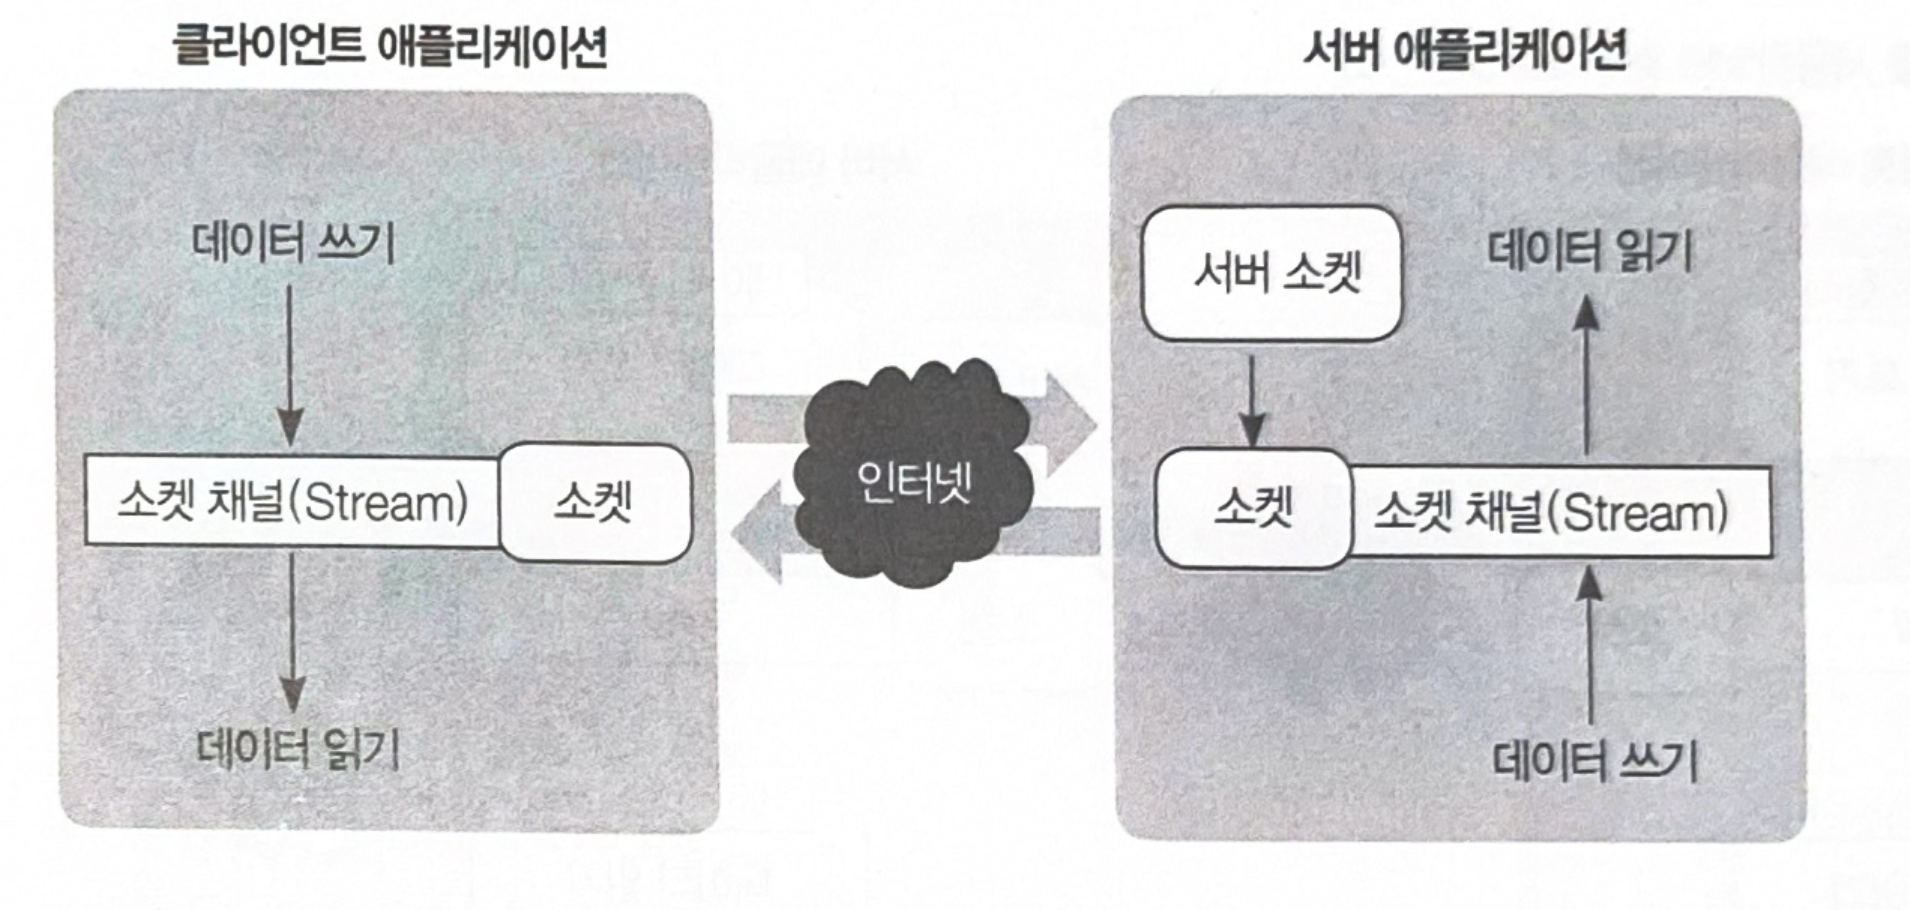 클라이언트 애플리케이션
데이터 쓰기
소켓 채널(Stream)
소켓
데이터 읽기
인터넷
서버 애플리케이션
서버 소켓
데이터 읽기
소켓
소켓 채널(Stream)
데이터 쓰기